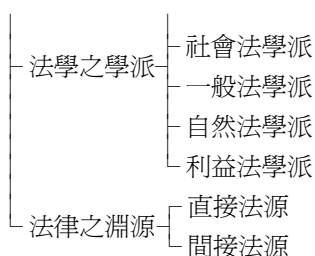 法學之學派
社會法學派
一般法學派
自然法學派
利益法學派
法律之淵源
直接法源
間接法源